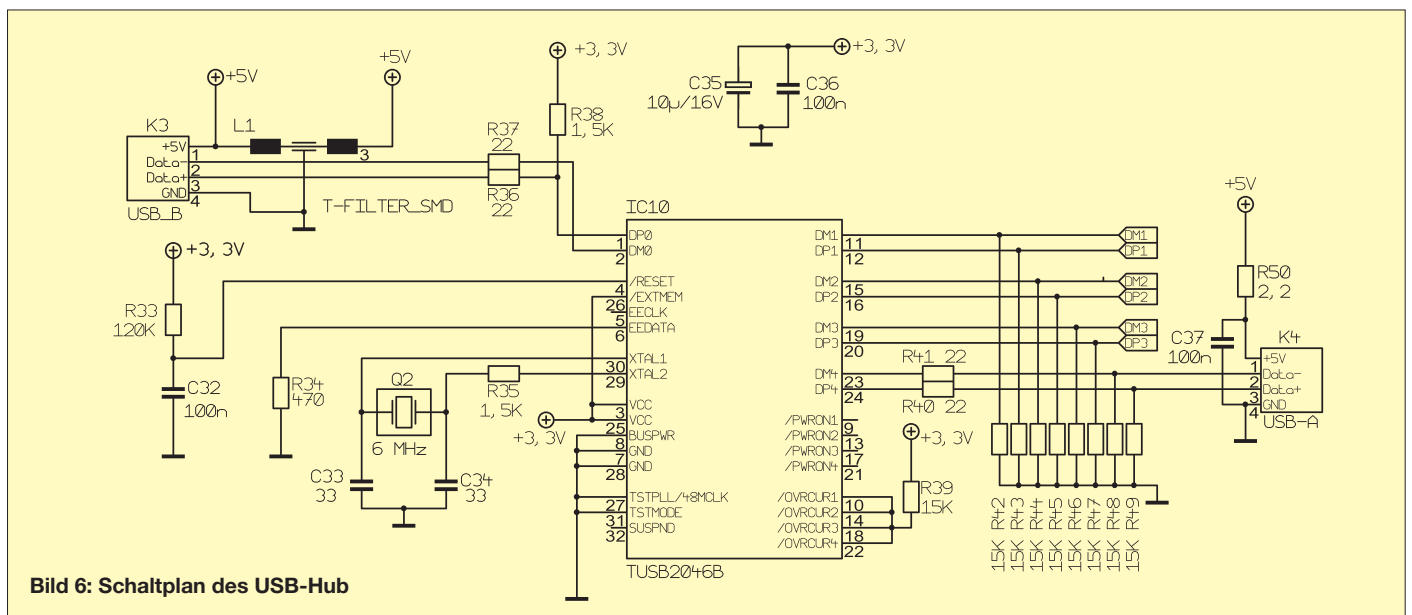 +3, 3V
+3, 3V
+5V
+5V
C35
10µ/16V
C36
100n
R38
1, 5K
K3
L1
R37
22
+5V
1
Data-
2
Data+
3
GND
4
3
USB_B
T-FILTER_SMD
R36
22
+5V
IC10
+3, 3V
DP0
1
DM0
2
/RESET
4
/EXTMEM
26
EECLK
5
EEDATA
6
XTAL1
30
XTAL2
29
VCC
3
VCC
25
BUSPWR
8
GND
7
GND
28
TSTPLL/48MCLK
27
TSTMODE
31
SUSPND
32
DM1
11
DP1
12
DM2
15
DP2
16
DM3
19
DP3
20
DM4
23
DP4
24
/PWRON1
9
/PWRON2
13
/PWRON3
17
/PWRON4
21
/OVRCUR1
10
/OVRCUR2
14
/OVRCUR3
18
/OVRCUR4
22
TUSB2046B
DM1
DP1
DM2
DP2
DM3
DP3
R50
2, 2
R33
120K
C32
100n
R34
470
Q2
6 MHz
R35
1, 5K
+3, 3V
C33
33
C34
33
R41 22
R40 22
C37
100n
K4
+5V
1
Data-
2
Data+
3
GND
4
USB-A
+3, 3V
R39
15K
15K R42
15K R43
15K R44
15K R45
15K R46
15K R47
15K R48
15K R49
Bild 6: Schaltplan des USB-Hub